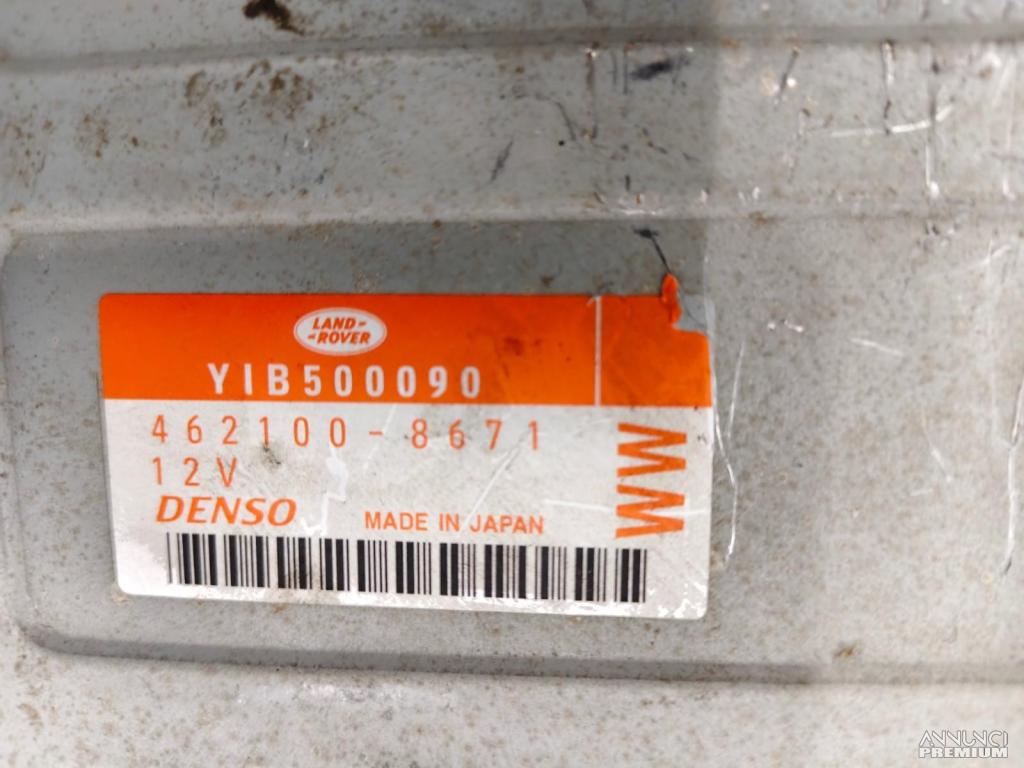 LAND-
-ROVER
YIB500090
462100-8671
12V
WW
DENSO
MADE IN JAPAN
ANNUNCI
PREMIUM